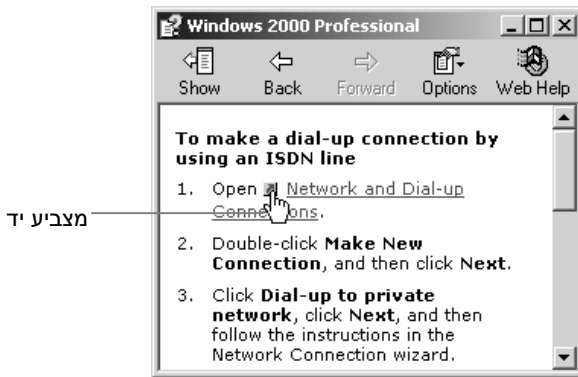 Windows 2000 Professional
Show Back Forward Options Web Help
To make a dial-up connection by
using an ISDN line
1. Open Network and Dial-up
Connections.
מצביע יד
2. Double-click Make New
Connection, and then click Next.
3. Click Dial-up to private
network, click Next, and then
follow the instructions in the
Network Connection wizard.